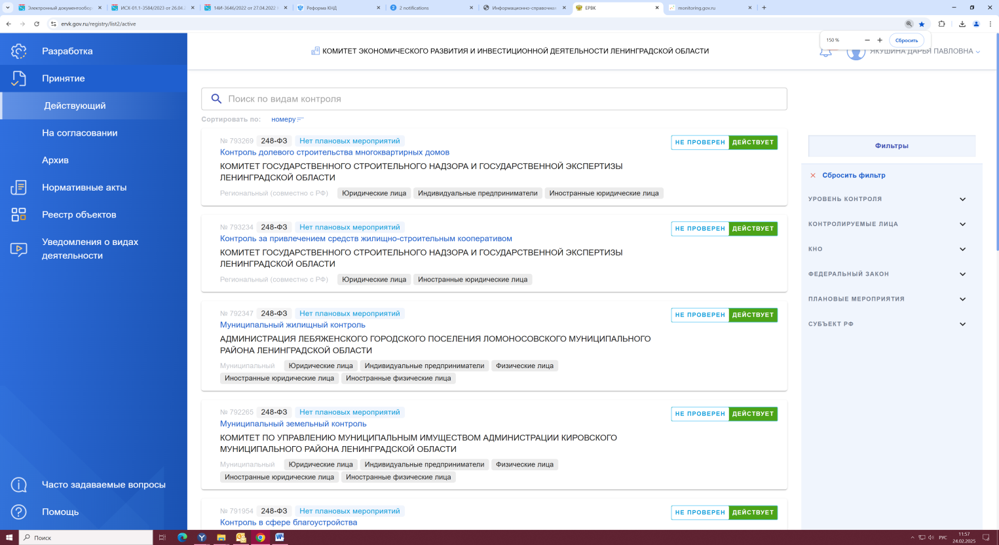 Электронный документообор
ИСХ-01.1-3584/2023 от 26.04.
14И-3646/2022 от 27.04.2022
Реформа КНД
2 notifications
Информационно-справочна
ЕРВК
monitoring.gov.ru
ervk.gov.ru/registry/list2/active
150 %
Сбросить
Разработка
Принятие
Действующий
На согласовании
Архив
Нормативные акты
Реестр объектов
Уведомления о видах
деятельности
Часто задаваемые вопросы
Помощь
КОМИТЕТ ЭКОНОМИЧЕСКОГО РАЗВИТИЯ И ИНВЕСТИЦИОННОЙ ДЕЯТЕЛЬНОСТИ ЛЕНИНГРАДСКОЙ ОБЛАСТИ
ЯКУШИНА ДАРЬЯ ПАВЛОВНА
Поиск по видам контроля
Сортировать по: номеру
№ 793269 248-ФЗ Нет плановых мероприятий НЕ ПРОВЕРЕН ДЕЙСТВУЕТ
Контроль долевого строительства многоквартирных домов
КОМИТЕТ ГОСУДАРСТВЕННОГО СТРОИТЕЛЬНОГО НАДЗОРА И ГОСУДАРСТВЕННОЙ ЭКСПЕРТИЗЫ
ЛЕНИНГРАДСКОЙ ОБЛАСТИ
Региональный (совместно с РФ) Юридические лица Индивидуальные предприниматели Иностранные юридические лица
№ 793234 248-ФЗ Нет плановых мероприятий НЕ ПРОВЕРЕН ДЕЙСТВУЕТ
Контроль за привлечением средств жилищно-строительным кооперативом
КОМИТЕТ ГОСУДАРСТВЕННОГО СТРОИТЕЛЬНОГО НАДЗОРА И ГОСУДАРСТВЕННОЙ ЭКСПЕРТИЗЫ
ЛЕНИНГРАДСКОЙ ОБЛАСТИ
Региональный (совместно с РФ) Юридические лица Иностранные юридические лица
№ 792347 248-ФЗ Нет плановых мероприятий НЕ ПРОВЕРЕН ДЕЙСТВУЕТ
Муниципальный жилищный контроль
АДМИНИСТРАЦИЯ ЛЕБЯЖЕНСКОГО ГОРОДСКОГО ПОСЕЛЕНИЯ ЛОМОНОСОВСКОГО МУНИЦИПАЛЬНОГО
РАЙОНА ЛЕНИНГРАДСКОЙ ОБЛАСТИ
Муниципальный Юридические лица Индивидуальные предприниматели Физические лица
Иностранные юридические лица Иностранные физические лица
№ 792265 248-ФЗ Нет плановых мероприятий НЕ ПРОВЕРЕН ДЕЙСТВУЕТ
Муниципальный земельный контроль
КОМИТЕТ ПО УПРАВЛЕНИЮ МУНИЦИПАЛЬНЫМ ИМУЩЕСТВОМ АДМИНИСТРАЦИИ КИРОВСКОГО
МУНИЦИПАЛЬНОГО РАЙОНА ЛЕНИНГРАДСКОЙ ОБЛАСТИ
Муниципальный Юридические лица Индивидуальные предприниматели Физические лица
Иностранные юридические лица Иностранные физические лица
№ 791954 248-ФЗ Нет плановых мероприятий НЕ ПРОВЕРЕН ДЕЙСТВУЕТ
Контроль в сфере благоустройства
Фильтры
Сбросить фильтр
УРОВЕНЬ КОНТРОЛЯ
КОНТРОЛИРУЕМЫЕ ЛИЦА
КНО
ФЕДЕРАЛЬНЫЙ ЗАКОН
ПЛАНОВЫЕ МЕРОПРИЯТИЯ
СУБЪЕКТ РФ
Поиск
РУС
11:57
24.02.2025